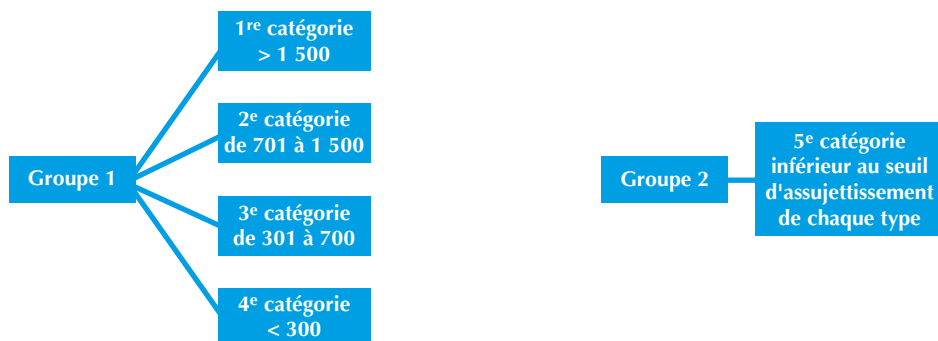 Groupe 1
1re catégorie
> 1 500
2e catégorie
de 701 à 1 500
3e catégorie
de 301 à 700
4e catégorie
< 300
Groupe 2
5e catégorie
inférieur au seuil
d'assujettissement
de chaque type